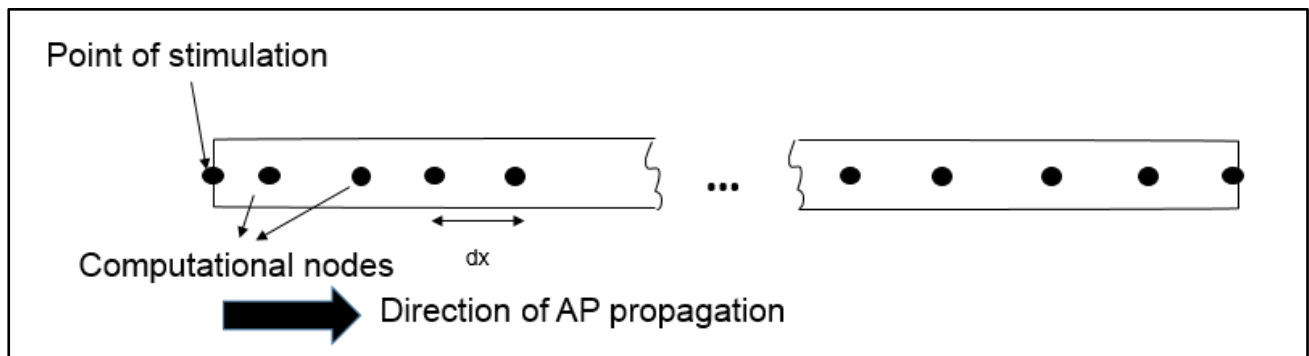 Point of stimulation
...
Computational nodes
dx
Direction of AP propagation